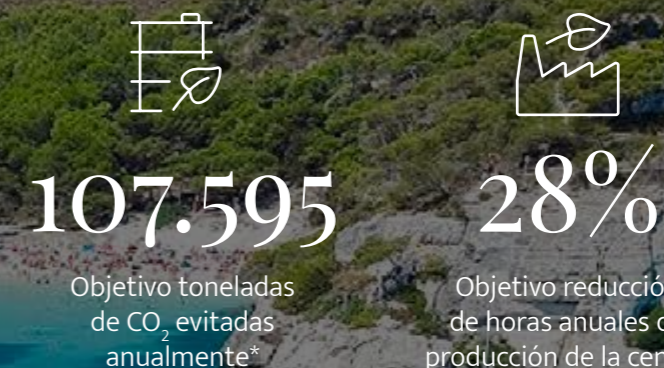 107.595
28%
Objetivo toneladas
de CO₂ evitadas
anualmente*
Objetivo reducció
de horas anuales
producción de la cen